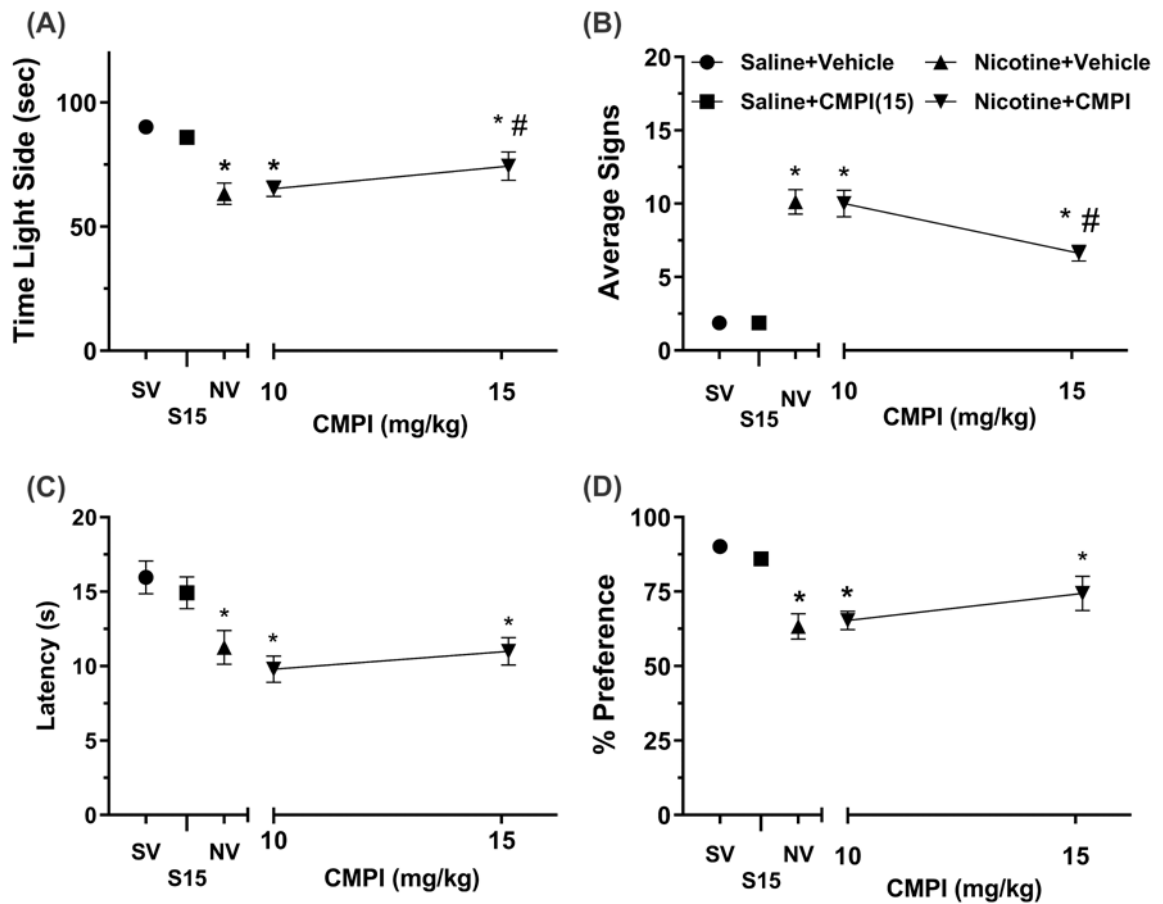 (A)
Time Light Side (sec)
100
50
0
* * * #
SV NV 10 15
S15 CMPI (mg/kg)
(B)
Average Signs
20
15
10
5
0
Saline+Vehicle Nicotine+Vehicle
Saline+CMPI(15) Nicotine+CMPI
* * * #
SV NV 10 15
S15 CMPI (mg/kg)
(C)
Latency (s)
20
15
10
5
0
* * *
SV NV 10 15
S15 CMPI (mg/kg)
(D)
% Preference
100
75
50
25
0
* * *
SV NV 10 15
S15 CMPI (mg/kg)